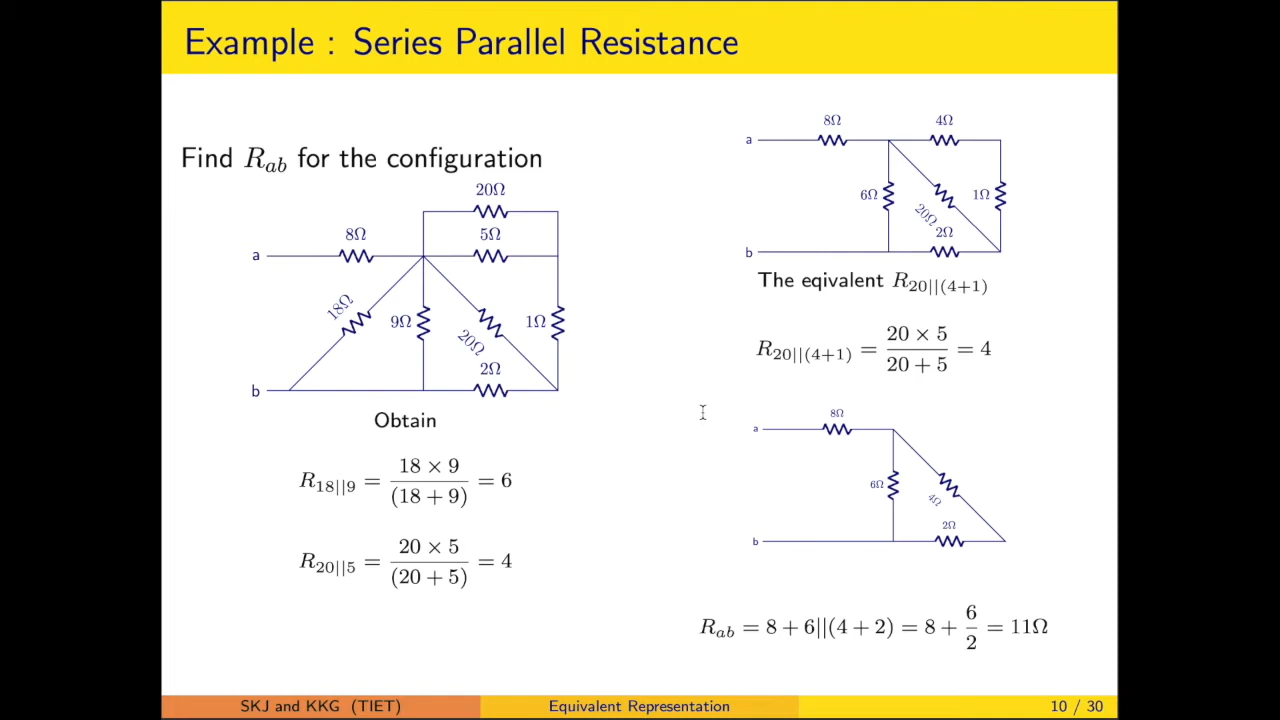 Example : Series Parallel Resistance
Find R_ab for the configuration
20Ω
8Ω
5Ω
a
18Ω
9Ω
20Ω
1Ω
2Ω
b
Obtain
R_18||9 = 18 × 9 / (18 + 9) = 6
R_20||5 = 20 × 5 / (20 + 5) = 4
8Ω
4Ω
a
6Ω
20Ω
1Ω
2Ω
b
The eqivalent R_20||(4+1)
R_20||(4+1) = 20 × 5 / 20 + 5 = 4
8Ω
a
6Ω
4Ω
2Ω
b
R_ab = 8 + 6||(4 + 2) = 8 + 6/2 = 11Ω
SKJ and KKG (TIET)
Equivalent Representation
10 / 30